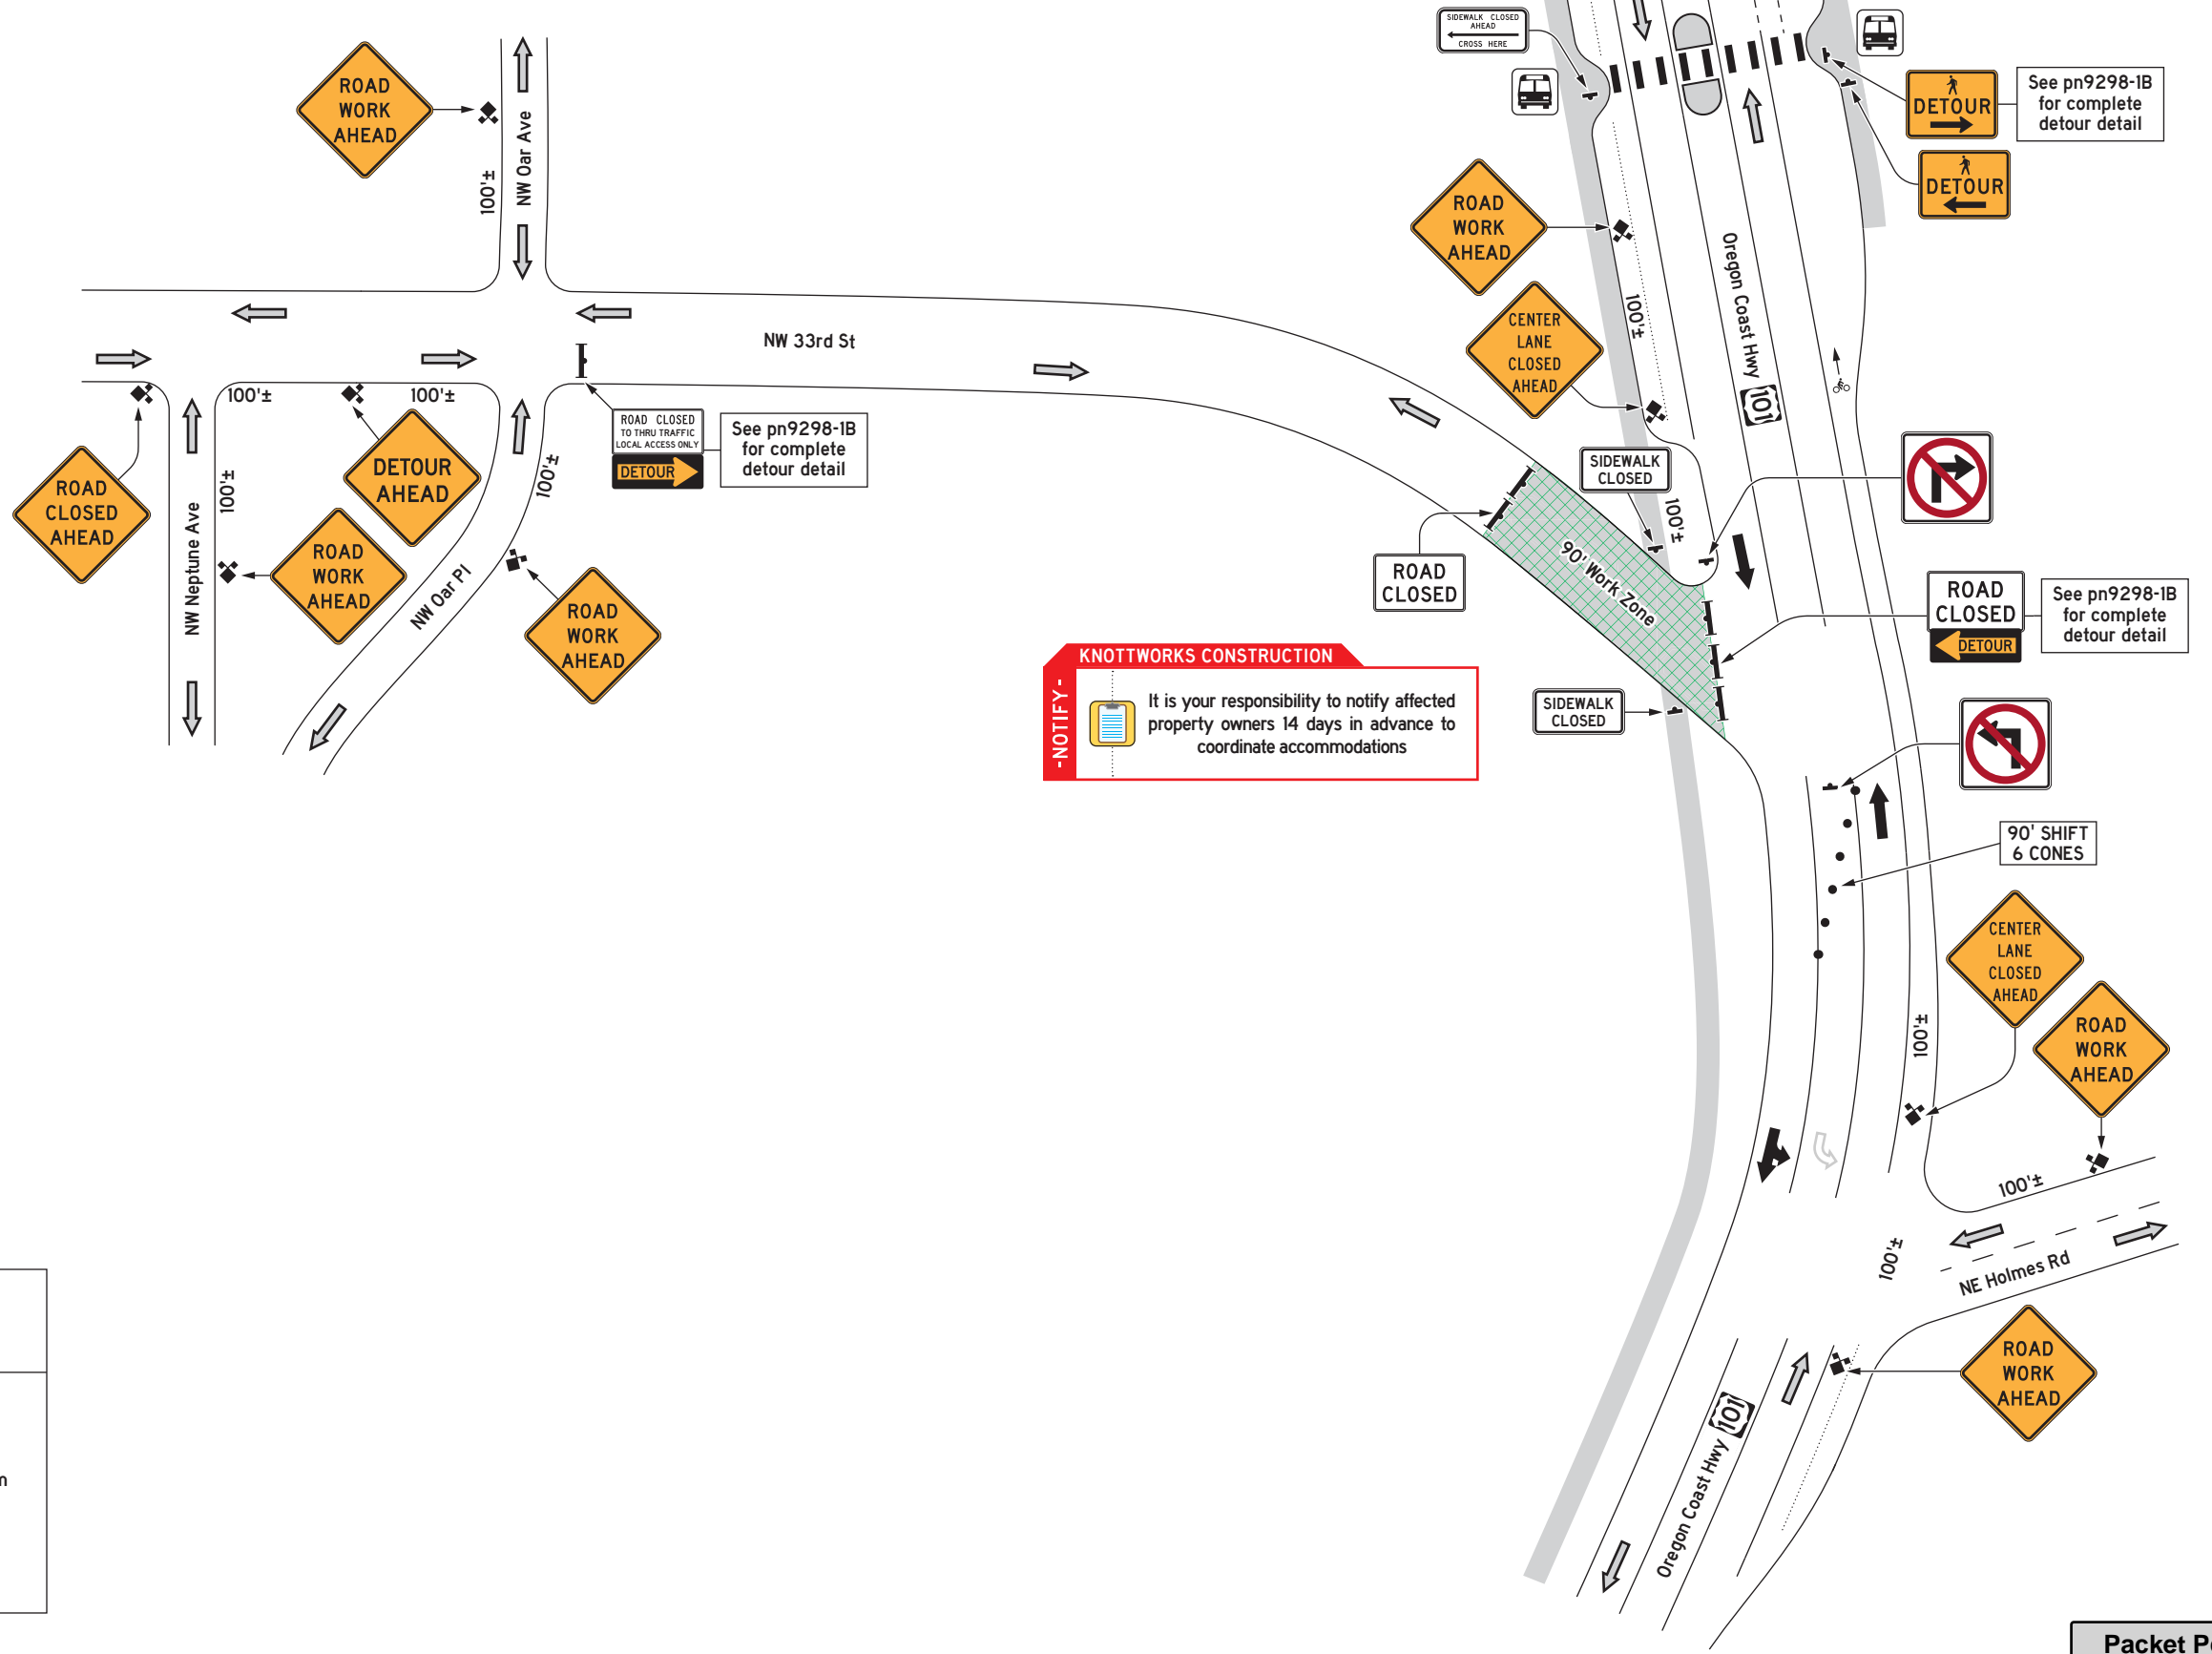 SIDEWALK CLOSED
AHEAD
CROSS HERE
DETOUR
See pn9298-1B
for complete
detour detail
DETOUR
ROAD
WORK
AHEAD
NW Oar Ave
100'±
ROAD
WORK
AHEAD
CENTER
LANE
CLOSED
AHEAD
100'±
Oregon Coast Hwy
101
NW 33rd St
100'±
100'±
ROAD CLOSED
TO THRU TRAFFIC
LOCAL ACCESS ONLY
DETOUR
See pn9298-1B
for complete
detour detail
DETOUR
AHEAD
ROAD
CLOSED
AHEAD
100'±
100'±
NW Neptune Ave
ROAD
WORK
AHEAD
NW Oar Pl
ROAD
WORK
AHEAD
SIDEWALK
CLOSED
100'±
ROAD
CLOSED
90' Work Zone
ROAD
CLOSED
DETOUR
See pn9298-1B
for complete
detour detail
KNOTTWORKS CONSTRUCTION
-NOTIFY-
It is your responsibility to notify affected
property owners 14 days in advance to
coordinate accommodations
SIDEWALK
CLOSED
90' SHIFT
6 CONES
CENTER
LANE
CLOSED
AHEAD
ROAD
WORK
AHEAD
100'±
100'±
100'±
NE Holmes Rd
ROAD
WORK
AHEAD
Oregon Coast Hwy
101
Packet P